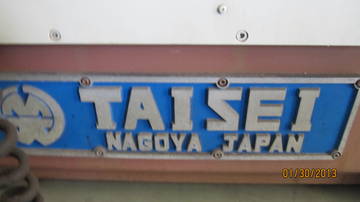 TAISEI
NAGOYA JAPAN
01/30/2013